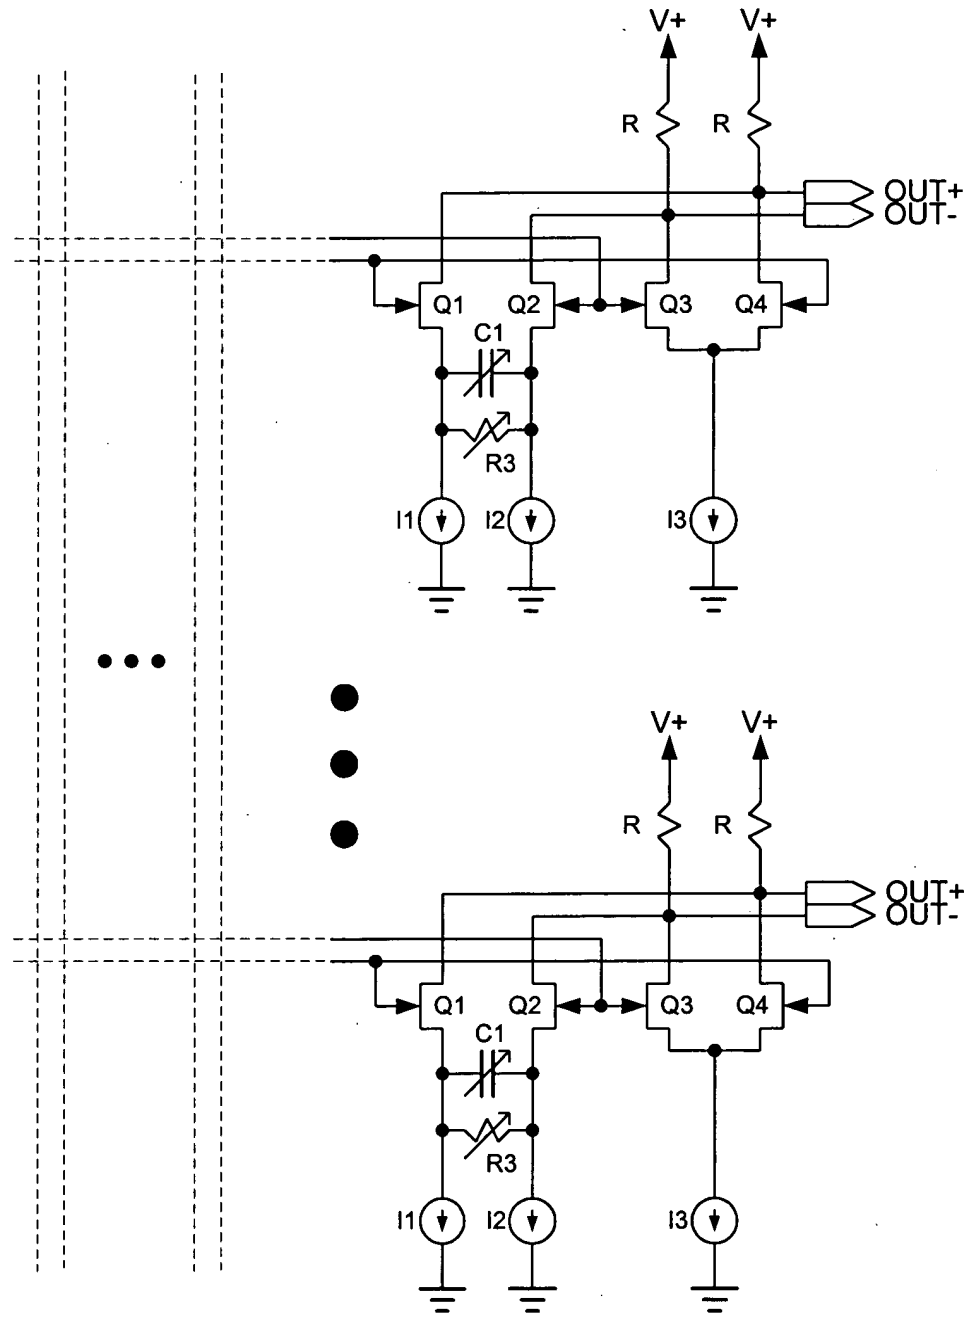 V+ V+
R R
OUT+
OUT-
Q1 Q2 Q3 Q4
C1
R3
I1 I2 I3
V+ V+
R R
OUT+
OUT-
Q1 Q2 Q3 Q4
C1
R3
I1 I2 I3